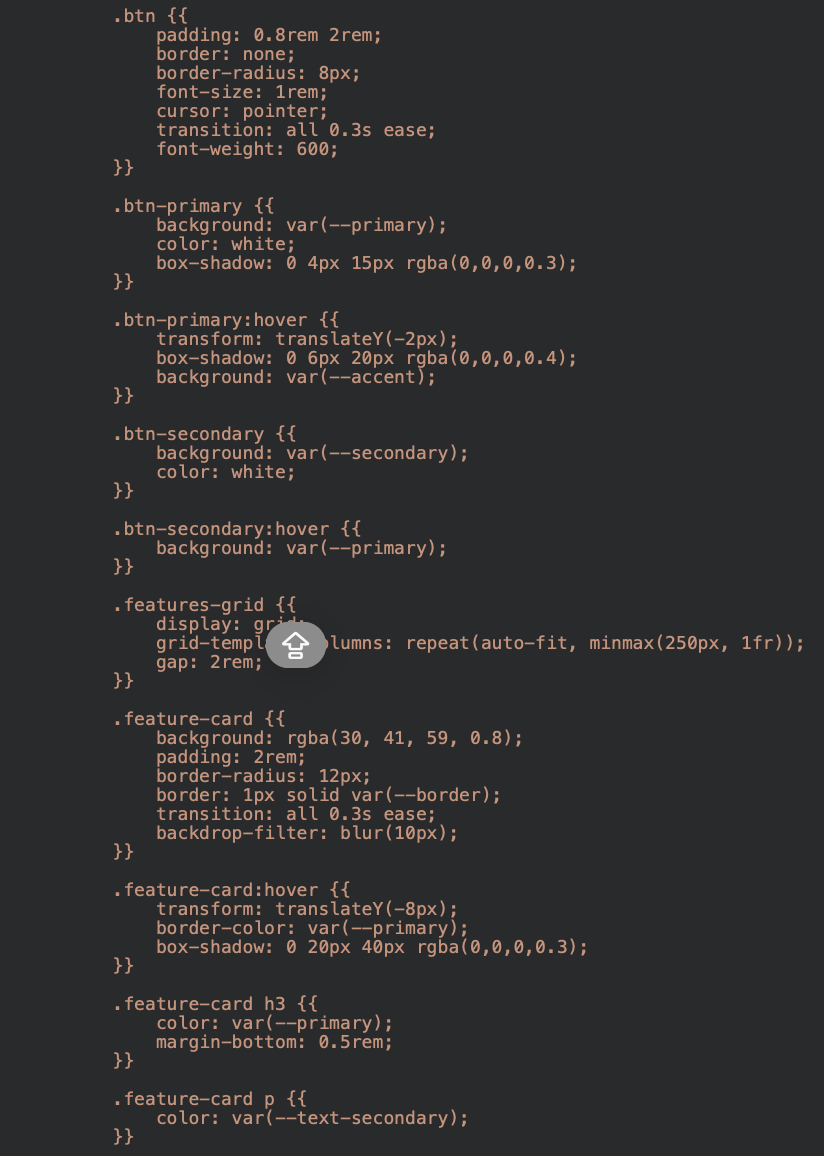 .btn {{
    padding: 0.8rem 2rem;
    border: none;
    border-radius: 8px;
    font-size: 1rem;
    cursor: pointer;
    transition: all 0.3s ease;
    font-weight: 600;
}}
.btn-primary {{
    background: var(--primary);
    color: white;
    box-shadow: 0 4px 15px rgba(0,0,0,0.3);
}}
.btn-primary:hover {{
    transform: translateY(-2px);
    box-shadow: 0 6px 20px rgba(0,0,0,0.4);
    background: var(--accent);
}}
.btn-secondary {{
    background: var(--secondary);
    color: white;
}}
.btn-secondary:hover {{
    background: var(--primary);
}}
.features-grid {{
    display: grid;
    grid-templ lumns: repeat(auto-fit, minmax(250px, 1fr));
    gap: 2rem;
}}
.feature-card {{
    background: rgba(30, 41, 59, 0.8);
    padding: 2rem;
    border-radius: 12px;
    border: 1px solid var(--border);
    transition: all 0.3s ease;
    backdrop-filter: blur(10px);
}}
.feature-card:hover {{
    transform: translateY(-8px);
    border-color: var(--primary);
    box-shadow: 0 20px 40px rgba(0,0,0,0.3);
}}
.feature-card h3 {{
    color: var(--primary);
    margin-bottom: 0.5rem;
}}
.feature-card p {{
    color: var(--text-secondary);
}}